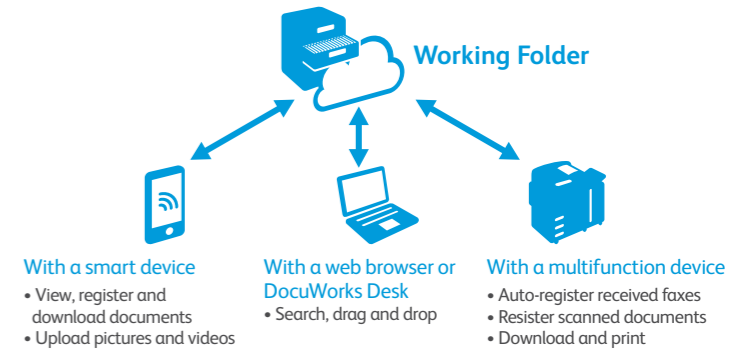 Working Folder
With a smart device
• View, register and
download documents
• Upload pictures and videos
With a web browser or
DocuWorks Desk
• Search, drag and drop
With a multifunction device
• Auto-register received faxes
• Resister scanned documents
• Download and print